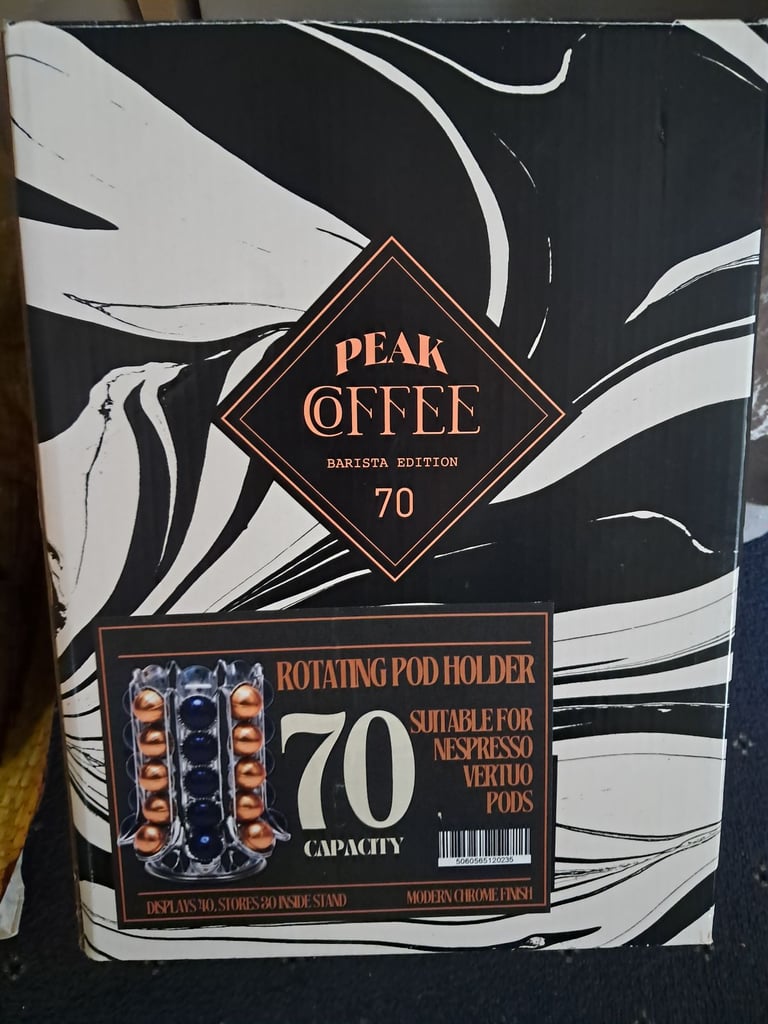 PEAK
COFFEE
BARISTA EDITION
70
ROTATING POD HOLDER
70
CAPACITY
SUITABLE FOR
NESPRESSO
VERTUO
PODS
5060565120235
DISPLAYS 40, STORES 30 INSIDE STAND
MODERN CHROME FINISH